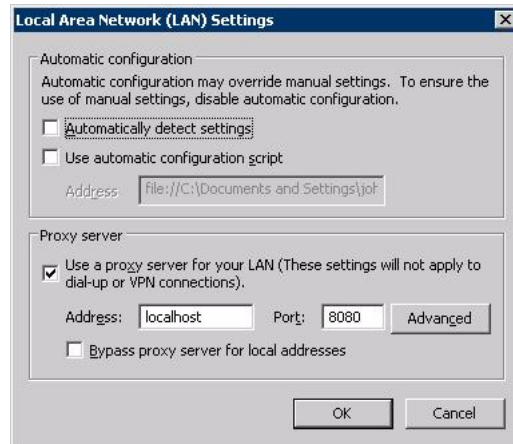 Local Area Network (LAN) Settings
Automatic configuration
Automatic configuration may override manual settings. To ensure the
use of manual settings, disable automatic configuration.
Automatically detect settings
Use automatic configuration script
Address
file://C:\Documents and Settings\joh
Proxy server
Use a proxy server for your LAN (These settings will not apply to
dial-up or VPN connections).
Address: localhost Port: 8080 Advanced
Bypass proxy server for local addresses
OK Cancel